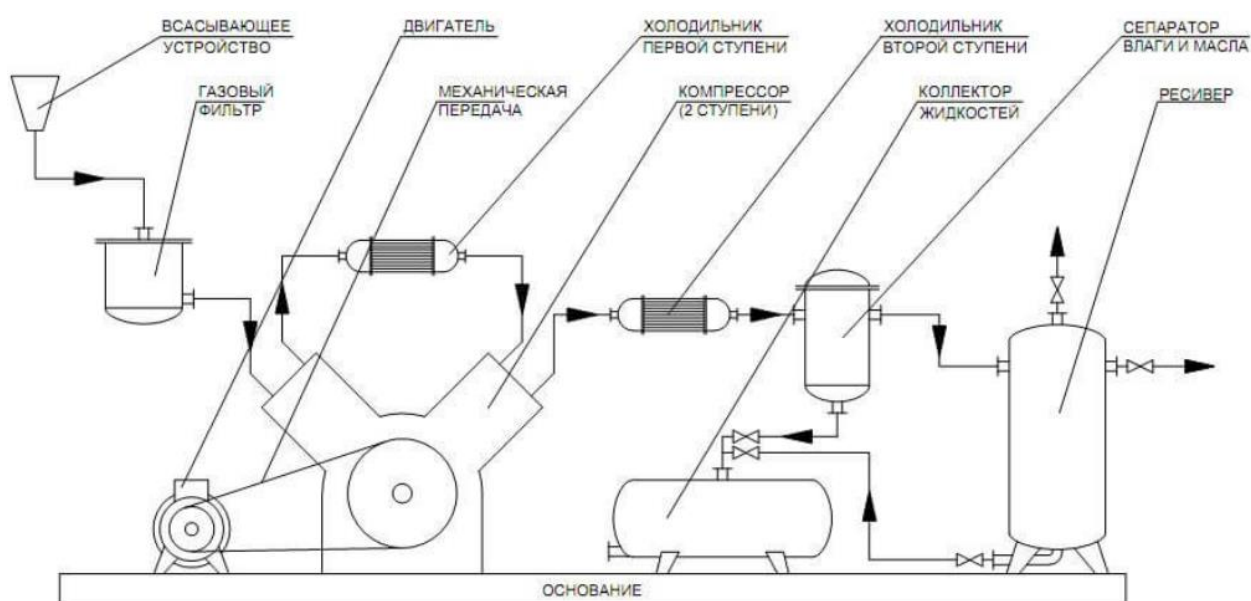 ВСАСЫВАЮЩЕЕ
УСТРОЙСТВО
ДВИГАТЕЛЬ
ХОЛОДИЛЬНИК
ПЕРВОЙ СТУПЕНИ
ХОЛОДИЛЬНИК
ВТОРОЙ СТУПЕНИ
СЕПАРАТОР
ВЛАГИ И МАСЛА
ГАЗОВЫЙ
ФИЛЬТР
МЕХАНИЧЕСКАЯ
ПЕРЕДАЧА
КОМПРЕССОР
(2 СТУПЕНИ)
КОЛЛЕКТОР
ЖИДКОСТЕЙ
РЕСИВЕР
ОСНОВАНИЕ